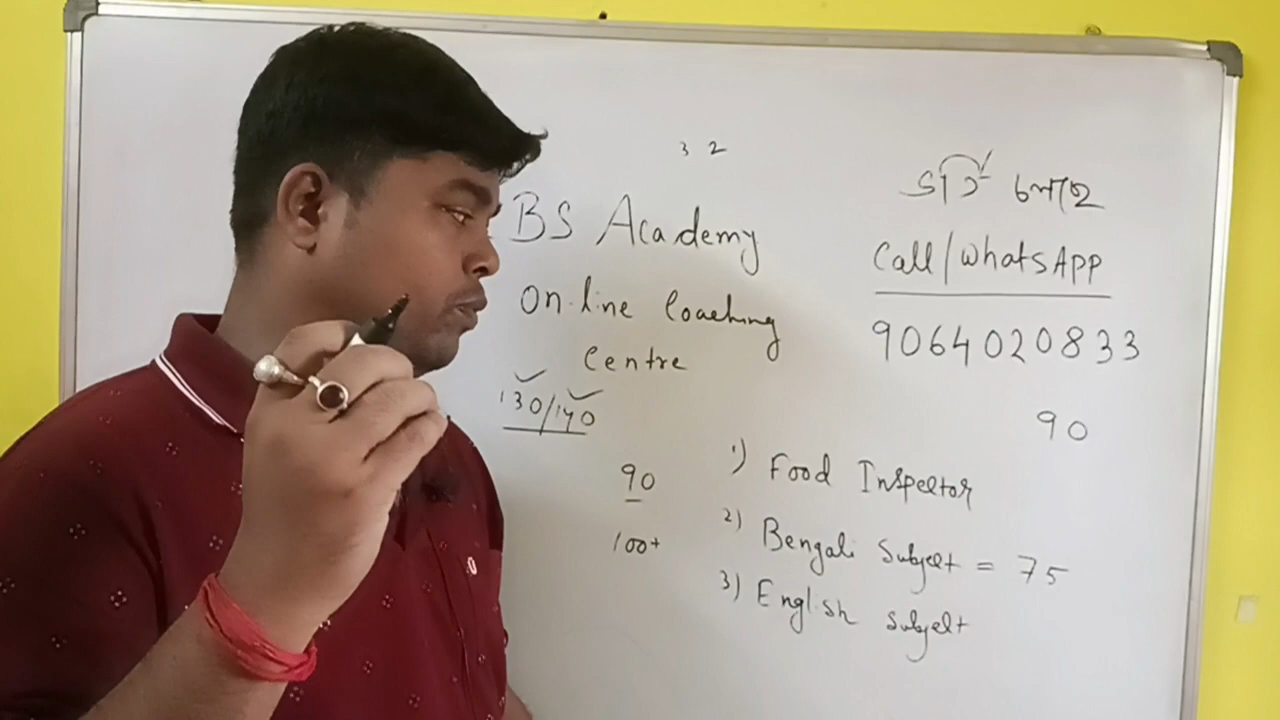 3 2
BS Academy
On-line Coaching
Centre
130/140
90
100+
Call/WhatsApp
9064020833
90
1) Food Inspector
2) Bengali Subject = 75
3) English Subject